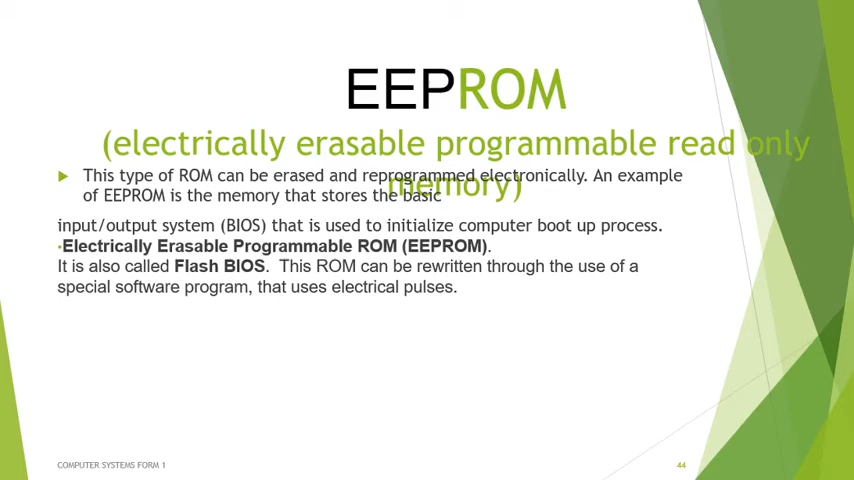 EEPROM
(electrically erasable programmable read only
memory)
This type of ROM can be erased and reprogrammed electronically. An example
of EEPROM is the memory that stores the basic
input/output system (BIOS) that is used to initialize computer boot up process.
•Electrically Erasable Programmable ROM (EEPROM).
It is also called Flash BIOS. This ROM can be rewritten through the use of a
special software program, that uses electrical pulses.
COMPUTER SYSTEMS FORM 1
44